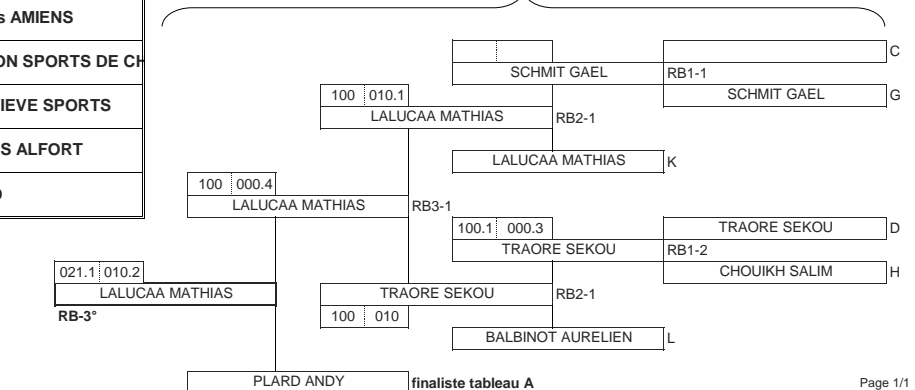 s AMIENS
ON SPORTS DE CH
IEVE SPORTS
S ALFORT
C
SCHMIT GAEL RB1-1
100 010.1 SCHMIT GAEL G
LALUCAA MATHIAS RB2-1
LALUCAA MATHIAS K
100 000.4
LALUCAA MATHIAS RB3-1
100.1 000.3 TRAORE SEKOU D
TRAORE SEKOU RB1-2
021.1 010.2 CHOUIKH SALIM H
LALUCAA MATHIAS TRAORE SEKOU RB2-1
RB-3° 100 010
BALBINOT AURELIEN L
PLARD ANDY finaliste tableau A Page 1/1